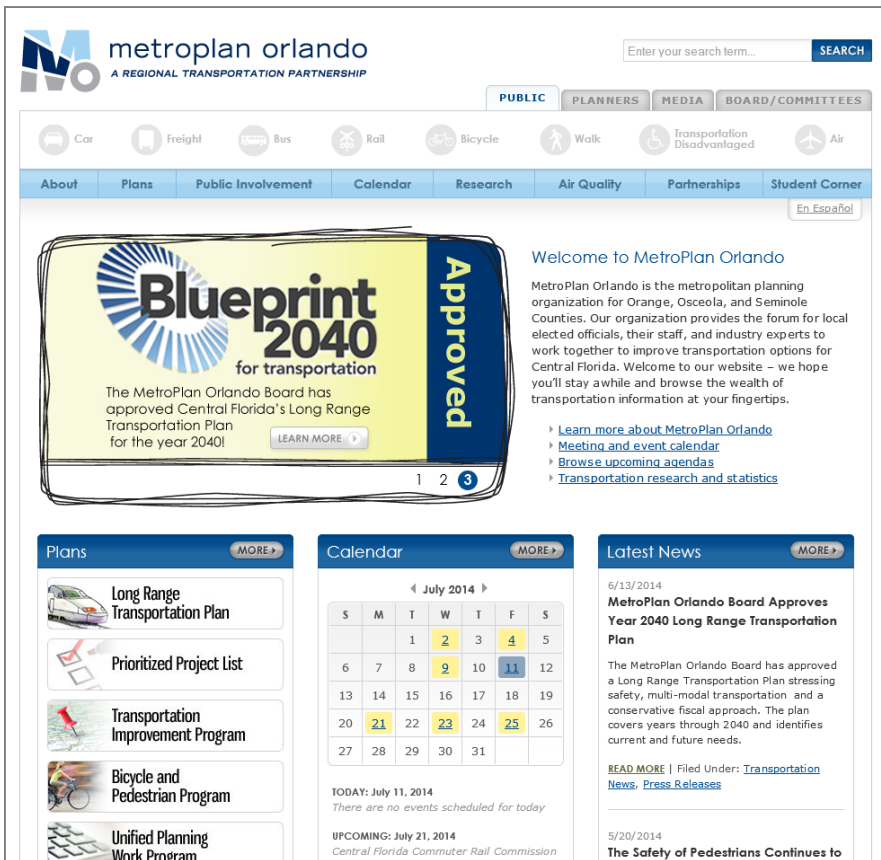 metroplan orlando
A REGIONAL TRANSPORTATION PARTNERSHIP
Enter your search term...
SEARCH
PUBLIC
PLANNERS
MEDIA
BOARD/COMMITTEES
Car
Freight
Bus
Rail
Bicycle
Walk
Transportation
Disadvantaged
Air
About
Plans
Public Involvement
Calendar
Research
Air Quality
Partnerships
Student Corner
En Español
Blueprint
2040
for transportation
The MetroPlan Orlando Board has
approved Central Florida's Long Range
Transportation Plan
for the year 2040!
LEARN MORE
Approved
1 2 3
Welcome to MetroPlan Orlando
MetroPlan Orlando is the metropolitan planning
organization for Orange, Osceola, and Seminole
Counties. Our organization provides the forum for local
elected officials, their staff, and industry experts to
work together to improve transportation options for
Central Florida. Welcome to our website – we hope
you'll stay awhile and browse the wealth of
transportation information at your fingertips.
Learn more about MetroPlan Orlando
Meeting and event calendar
Browse upcoming agendas
Transportation research and statistics
Plans
MORE
Long Range
Transportation Plan
Prioritized Project List
Transportation
Improvement Program
Bicycle and
Pedestrian Program
Unified Planning
Work Program
Calendar
MORE
July 2014
S M T W T F S
1 2 3 4 5
6 7 8 9 10 11 12
13 14 15 16 17 18 19
20 21 22 23 24 25 26
27 28 29 30 31
TODAY: July 11, 2014
There are no events scheduled for today
UPCOMING: July 21, 2014
Central Florida Commuter Rail Commission
Latest News
MORE
6/13/2014
MetroPlan Orlando Board Approves
Year 2040 Long Range Transportation
Plan
The MetroPlan Orlando Board has approved
a Long Range Transportation Plan stressing
safety, multi-modal transportation and a
conservative fiscal approach. The plan
covers years through 2040 and identifies
current and future needs.
READ MORE | Filed Under: Transportation
News, Press Releases
5/20/2014
The Safety of Pedestrians Continues to